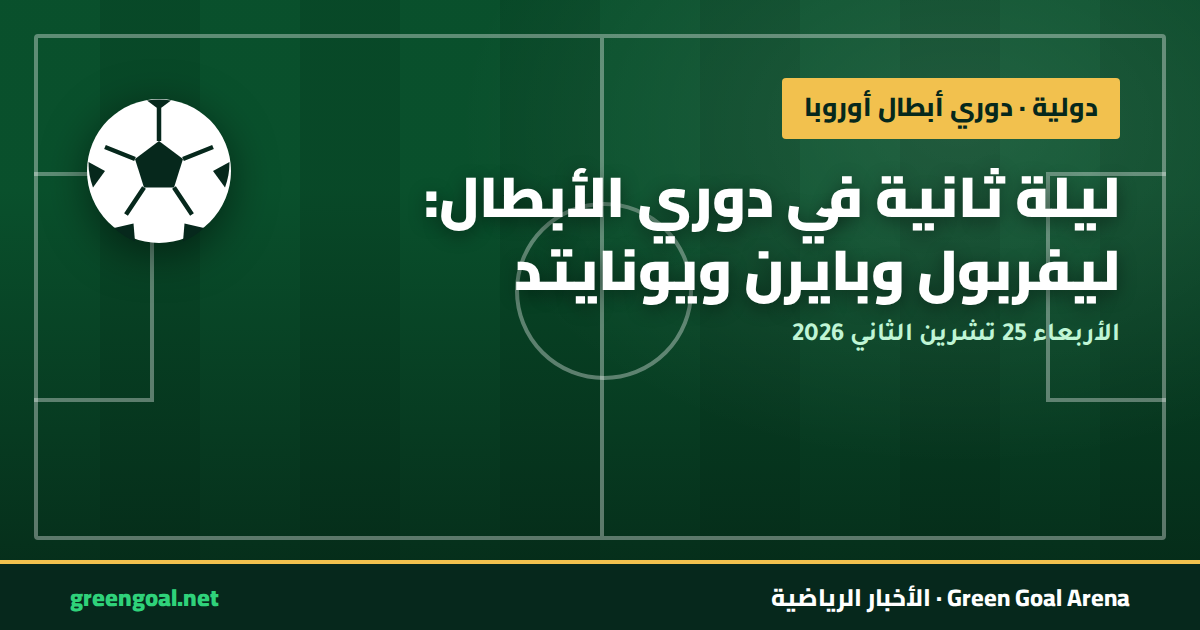 دولية · دوري أبطال أوروبا
ليلة ثانية في دوري الأبطال:
ليفربول وبايرن ويونايتد
الأربعاء 25 تشرين الثاني 2026
Green Goal Arena · الأخبار الرياضية
greengoal.net